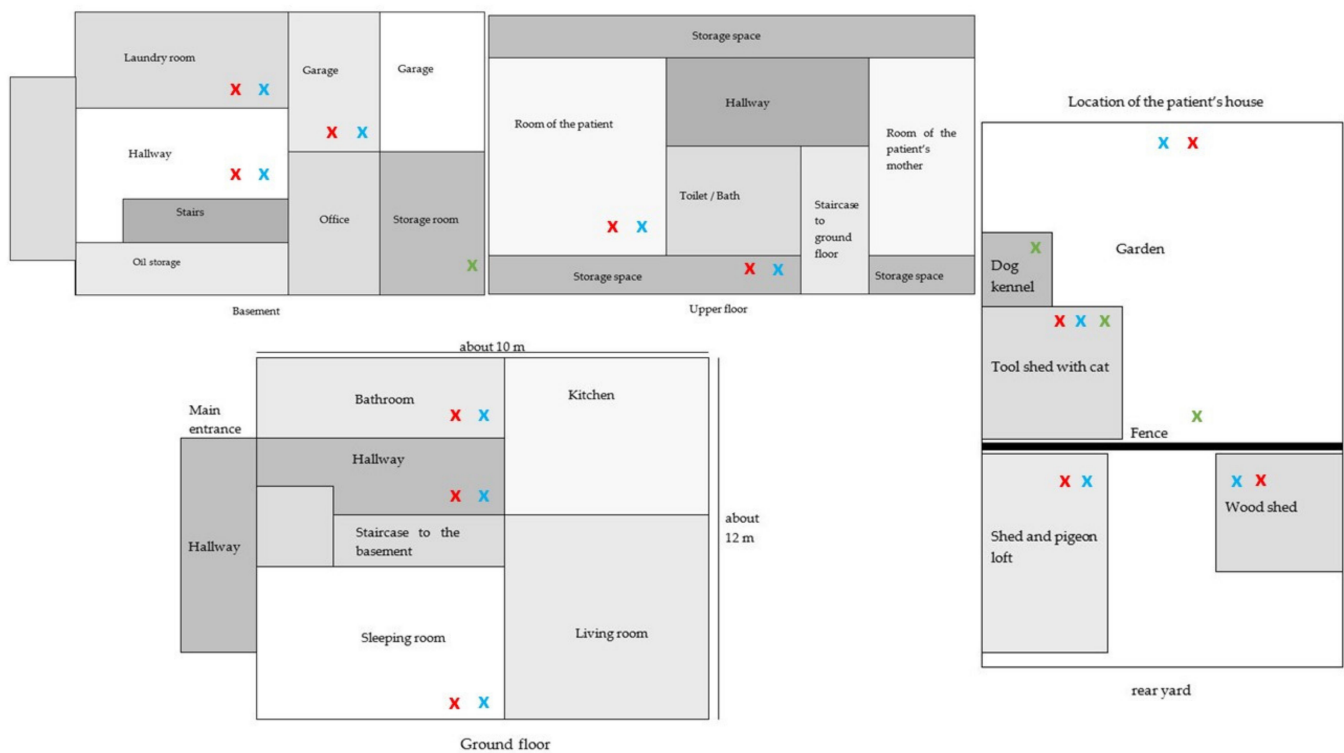 Laundry room
X X
Garage
X X
Garage
Hallway
X X
Stairs
Oil storage
Office
Storage room
X
Basement
Storage space
Room of the patient
X X
Hallway
Toilet / Bath
Staircase
to
ground
floor
Room of the
patient's
mother
Storage space
X X
Storage space
Upper floor
about 10 m
Main
entrance
Hallway
Bathroom
X X
Kitchen
Hallway
X X
Staircase to the
basement
Sleeping room
X X
Living room
about
12 m
Ground floor
Location of the patient's house
X X
Garden
X
Dog
kennel
X X X
Tool shed with cat
X
Fence
X X
Shed and pigeon
loft
X X
Wood shed
rear yard